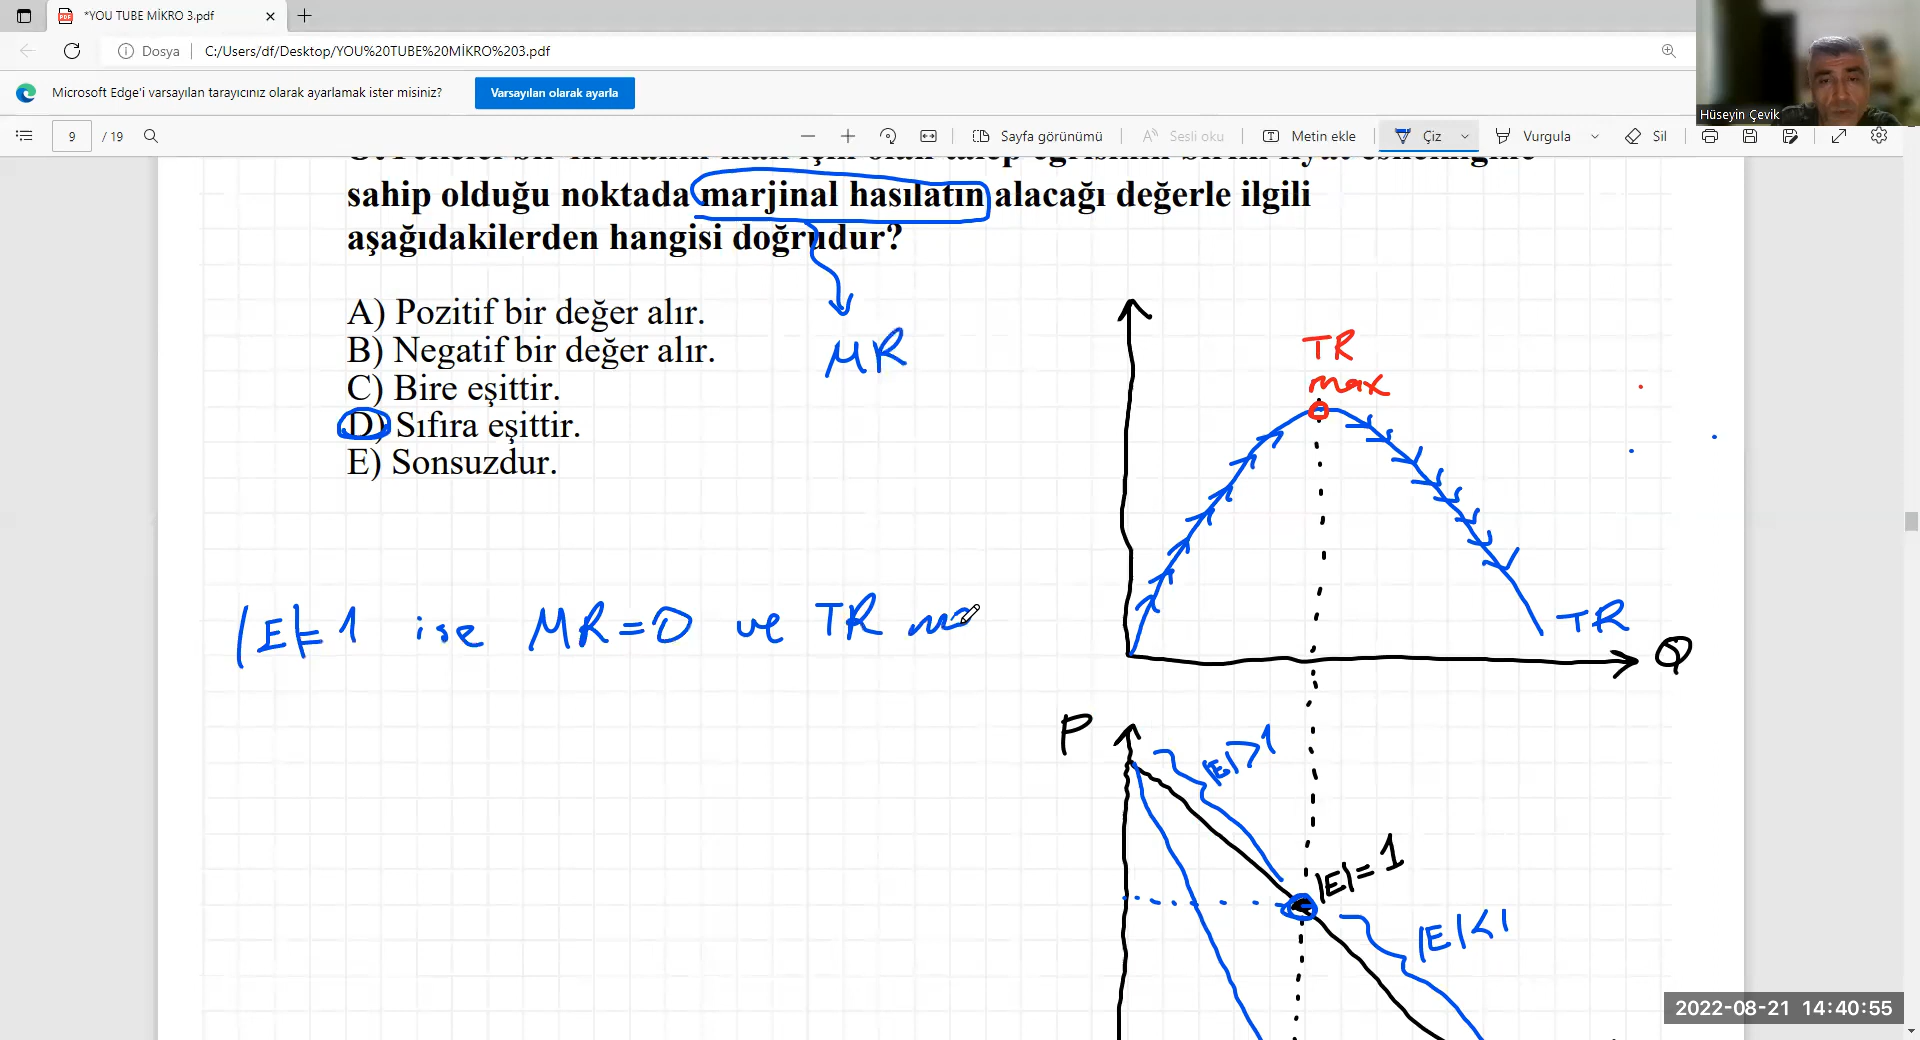 *YOU TUBE MİKRO 3.pdf
Dosya
C:/Users/df/Desktop/YOU%20TUBE%20MİKRO%203.pdf
Microsoft Edge'i varsayılan tarayıcınız olarak ayarlamak ister misiniz?
Varsayılan olarak ayarla
Hüseyin Çevik
9 / 19
Sayfa görünümü
Sesli oku
Metin ekle
Çiz
Vurgula
Sil
bir fiyat
sahip olduğu noktada marjinal hasılatın alacağı değerle ilgili
aşağıdakilerden hangisi doğrudur?
A) Pozitif bir değer alır.
B) Negatif bir değer alır.
C) Bire eşittir.
D) Sıfıra eşittir.
E) Sonsuzdur.
MR
TR
max
|E|=1 ise MR=0 ve TR
TR
Q
P
|E|>1
|E|=1
|E|<1
2022-08-21 14:40:55